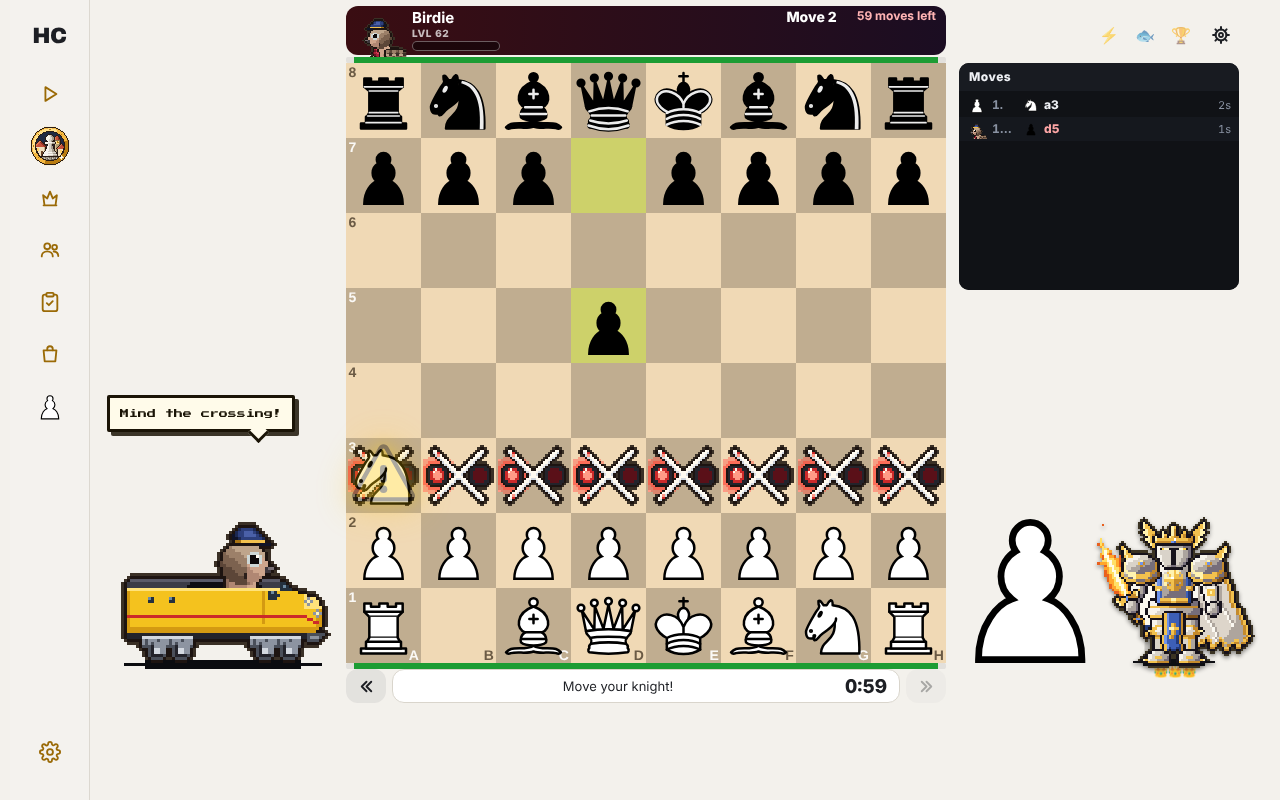 HC
Birdie
LVL 62
Move 2
59 moves left
Moves
1.
a3
2s
1...
d5
1s
Mind the crossing!
8
7
6
5
4
3
2
1
A
B
C
D
E
F
G
H
Move your knight!
0:59